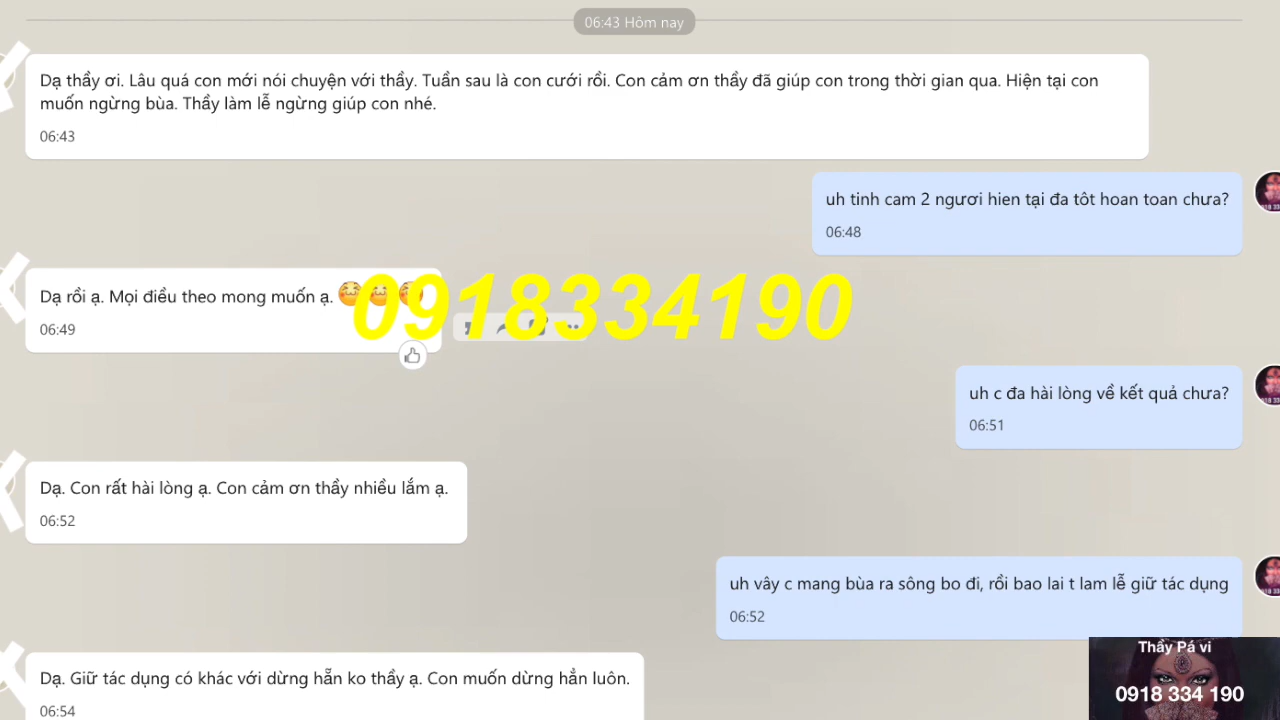 06:43 Hôm nay
Dạ thầy ơi. Lâu quá con mới nói chuyện với thầy. Tuần sau là con cưới rồi. Con cảm ơn thầy đã giúp con trong thời gian qua. Hiện tại con
muốn ngừng bùa. Thầy làm lễ ngừng giúp con nhé.
06:43
uh tinh cam 2 ngươi hien tại đa tôt hoan toan chưa?
06:48
Dạ rồi ạ. Mọi điều theo mong muốn ạ.
0918334190
06:49
uh c đa hài lòng về kết quả chưa?
06:51
Dạ. Con rất hài lòng ạ. Con cảm ơn thầy nhiều lắm ạ.
06:52
uh vây c mang bùa ra sông bo đi, rồi bao lai t lam lễ giữ tác dụng
06:52
Dạ. Giữ tác dụng có khác với dừng hẵn ko thầy ạ. Con muốn dừng hẳn luôn.
06:54
Thầy Pá vi
0918 334 190